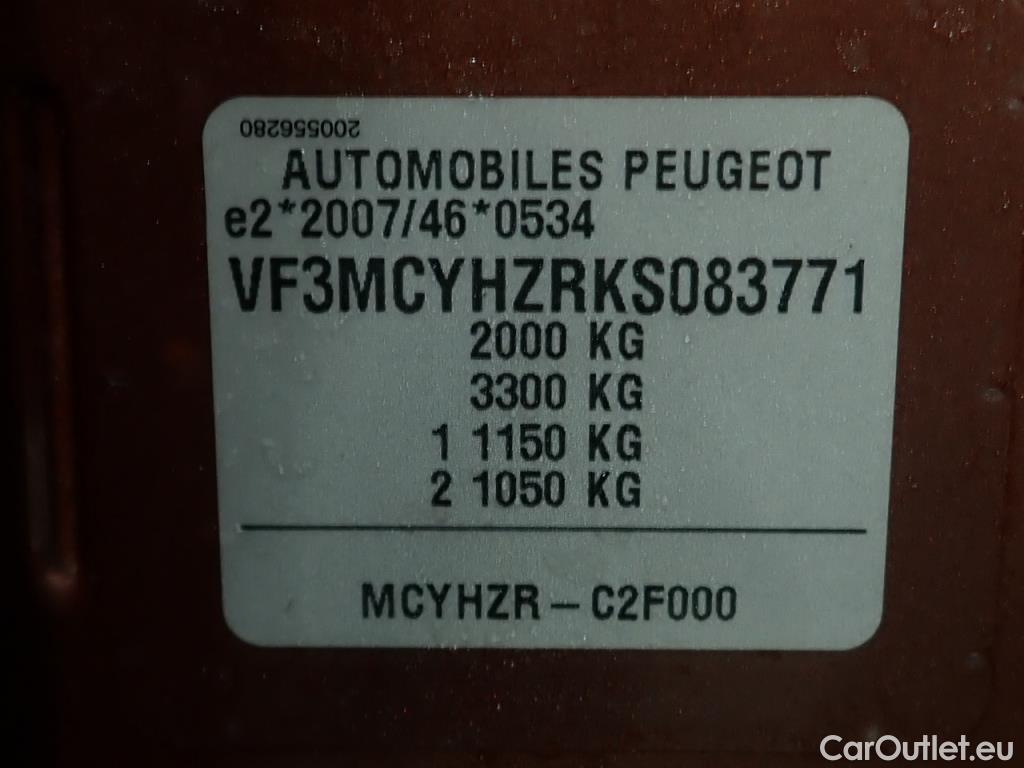 200556280
AUTOMOBILES PEUGEOT
e2*2007/46*0534
VF3MCYHZRKS083771
2000 KG
3300 KG
1 1150 KG
2 1050 KG
MCYHZR – C2F000
CarOutlet.eu